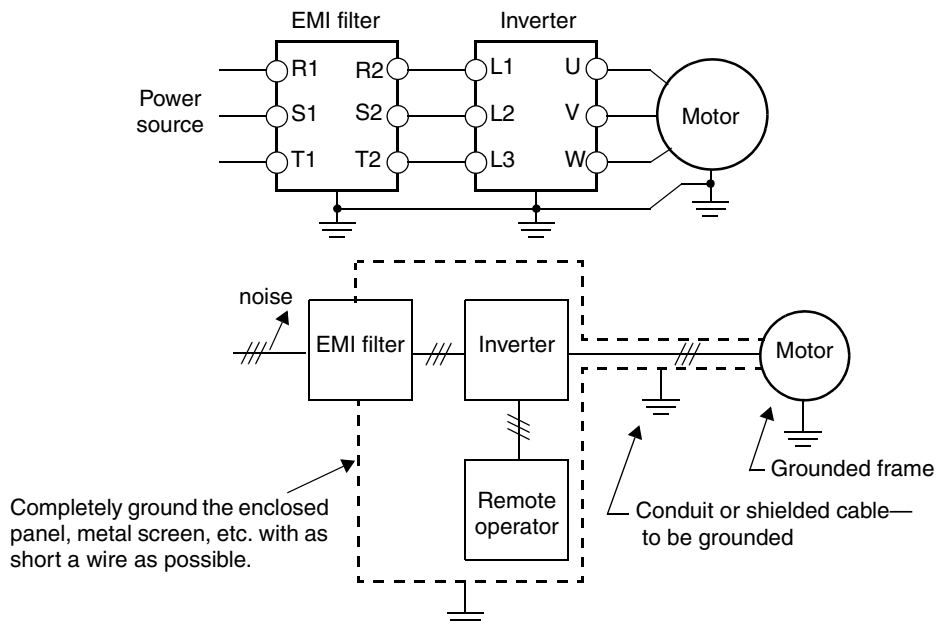 EMI filter
Inverter
R1
R2
L1
U
Power
source
S1
S2
L2
V
Motor
T1
T2
L3
W
noise
EMI filter
Inverter
Motor
Grounded frame
Remote
operator
Completely ground the enclosed
panel, metal screen, etc. with as
short a wire as possible.
Conduit or shielded cable—
to be grounded